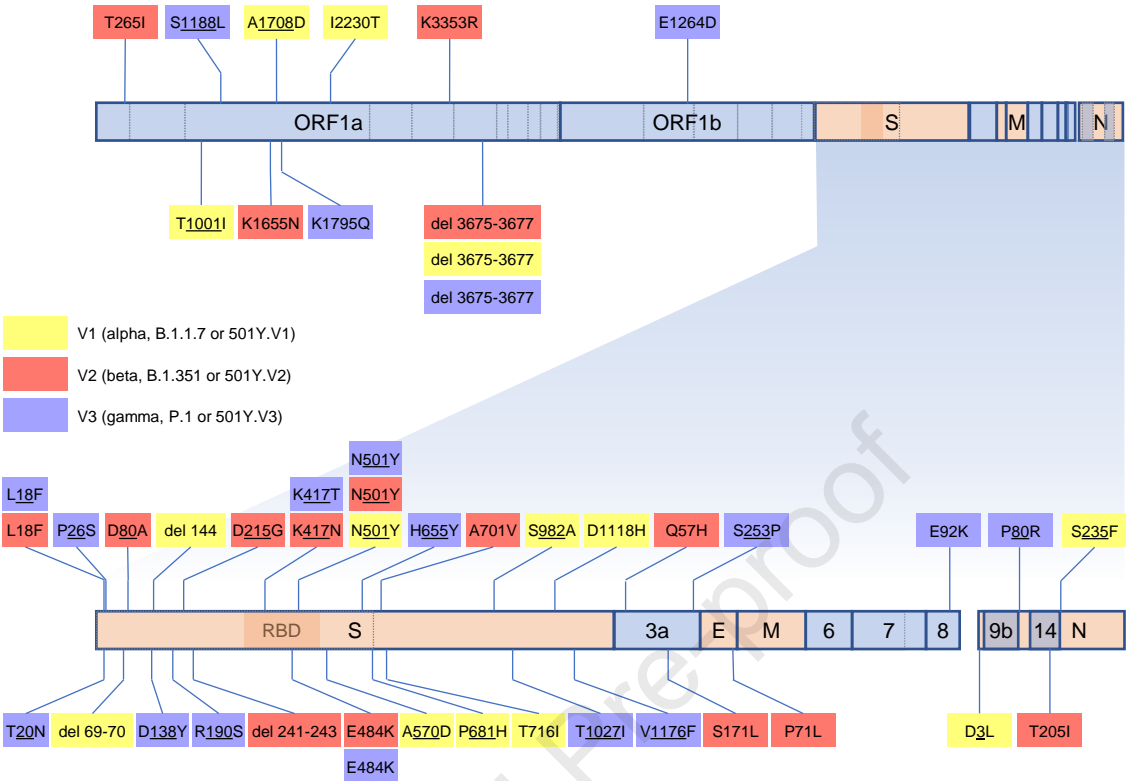 T265I S1188L A1708D I2230T K3353R E1264D
ORF1a ORF1b S M N
T1001I K1655N K1795Q del 3675-3677
del 3675-3677
del 3675-3677
V1 (alpha, B.1.1.7 or 501Y.V1)
V2 (beta, B.1.351 or 501Y.V2)
V3 (gamma, P.1 or 501Y.V3)
N501Y
L18F K417T N501Y
L18F P26S D80A del 144 D215G K417N N501Y H655Y A701V S982A D1118H Q57H S253P E92K P80R S235F
RBD S 3a E M 6 7 8 9b 14 N
T20N del 69-70 D138Y R190S del 241-243 E484K A570D P681H T716I T1027I V1176F S171L P71L D3L T205I
E484K
Pre-proof